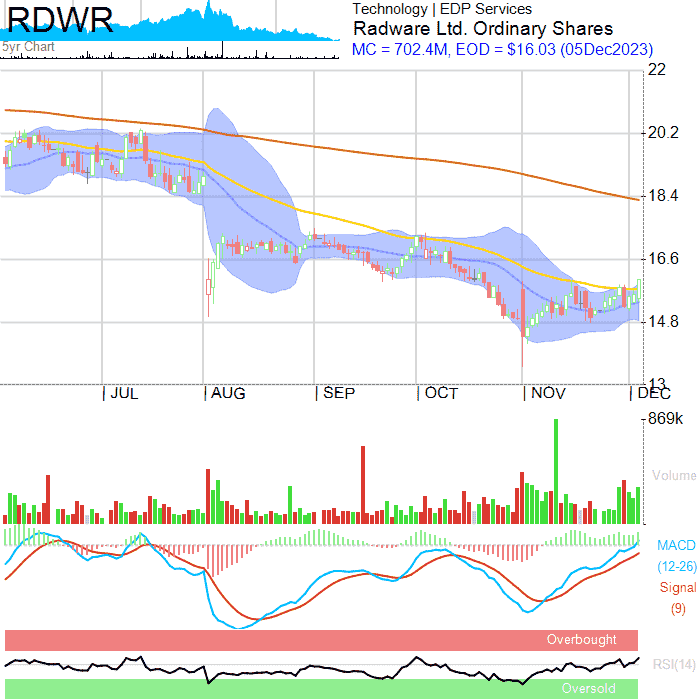 RDWR
5yr Chart
Technology | EDP Services
Radware Ltd. Ordinary Shares
MC = 702.4M, EOD = $16.03 (05Dec2023)
22
20.2
18.4
16.6
14.8
13
JUL AUG SEP OCT NOV DEC
869k
Volume
MACD
(12-26)
Signal
(9)
Overbought
RSI(14)
Oversold